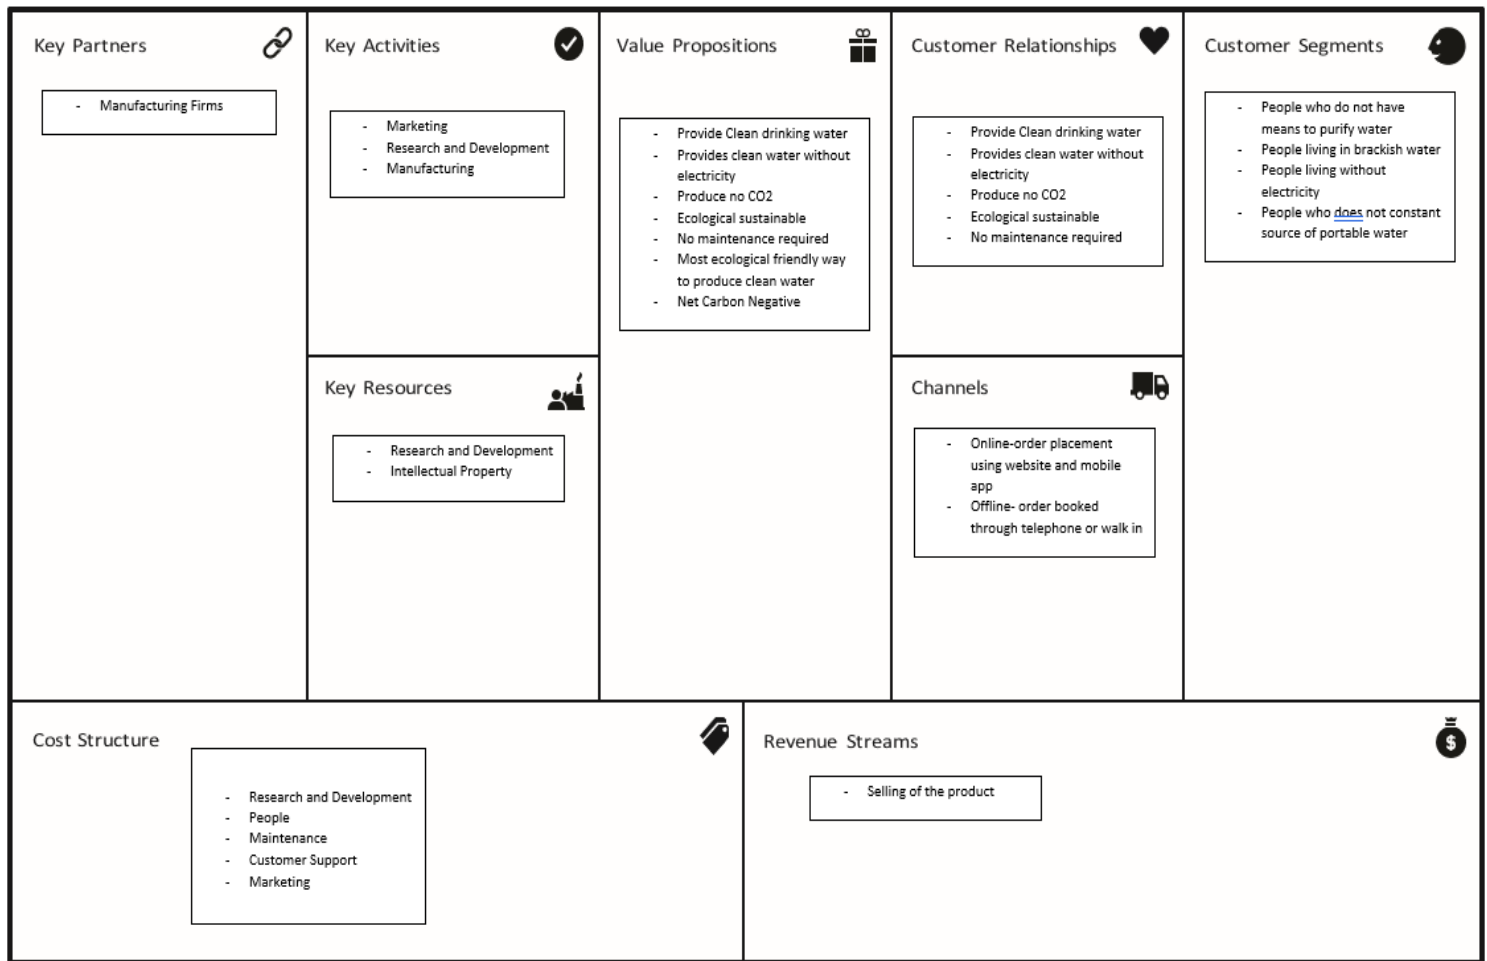 Key Partners
- Manufacturing Firms
Key Activities
- Marketing
- Research and Development
- Manufacturing
Key Resources
- Research and Development
- Intellectual Property
Value Propositions
- Provide Clean drinking water
- Provides clean water without
electricity
- Produce no CO2
- Ecological sustainable
- No maintenance required
- Most ecological friendly way
to produce clean water
- Net Carbon Negative
Customer Relationships
- Provide Clean drinking water
- Provides clean water without
electricity
- Produce no CO2
- Ecological sustainable
- No maintenance required
Channels
- Online-order placement
using website and mobile
app
- Offline- order booked
through telephone or walk in
Customer Segments
- People who do not have
means to purify water
- People living in brackish water
- People living without
electricity
- People who does not constant
source of portable water
Cost Structure
- Research and Development
- People
- Maintenance
- Customer Support
- Marketing
Revenue Streams
$
- Selling of the product